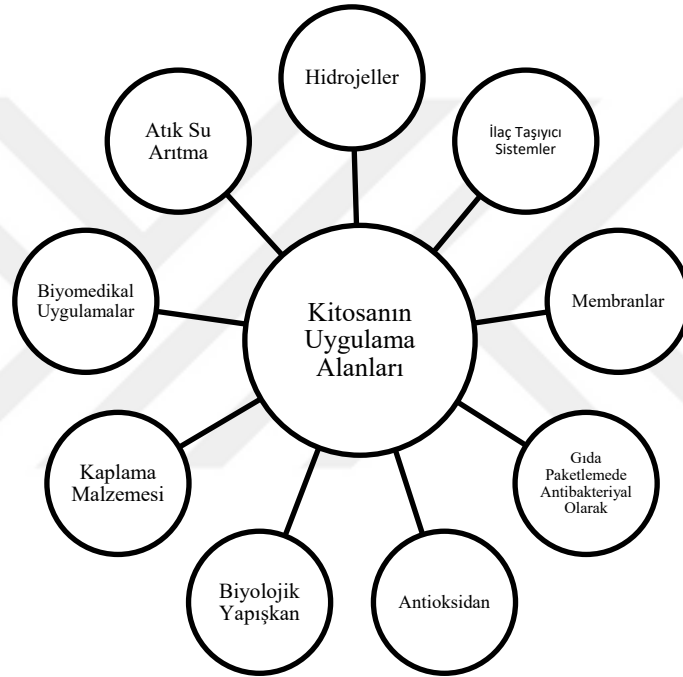 Hidrojeller
Atık Su
Arıtma
İlaç Taşıyıcı
Sistemler
Biyomedikal
Uygulamalar
Kitosanın
Uygulama
Alanları
Membranlar
Kaplama
Malzemesi
Gıda
Paketlemede
Antibakteriyal
Olarak
Biyolojik
Yapışkan
Antioksidan